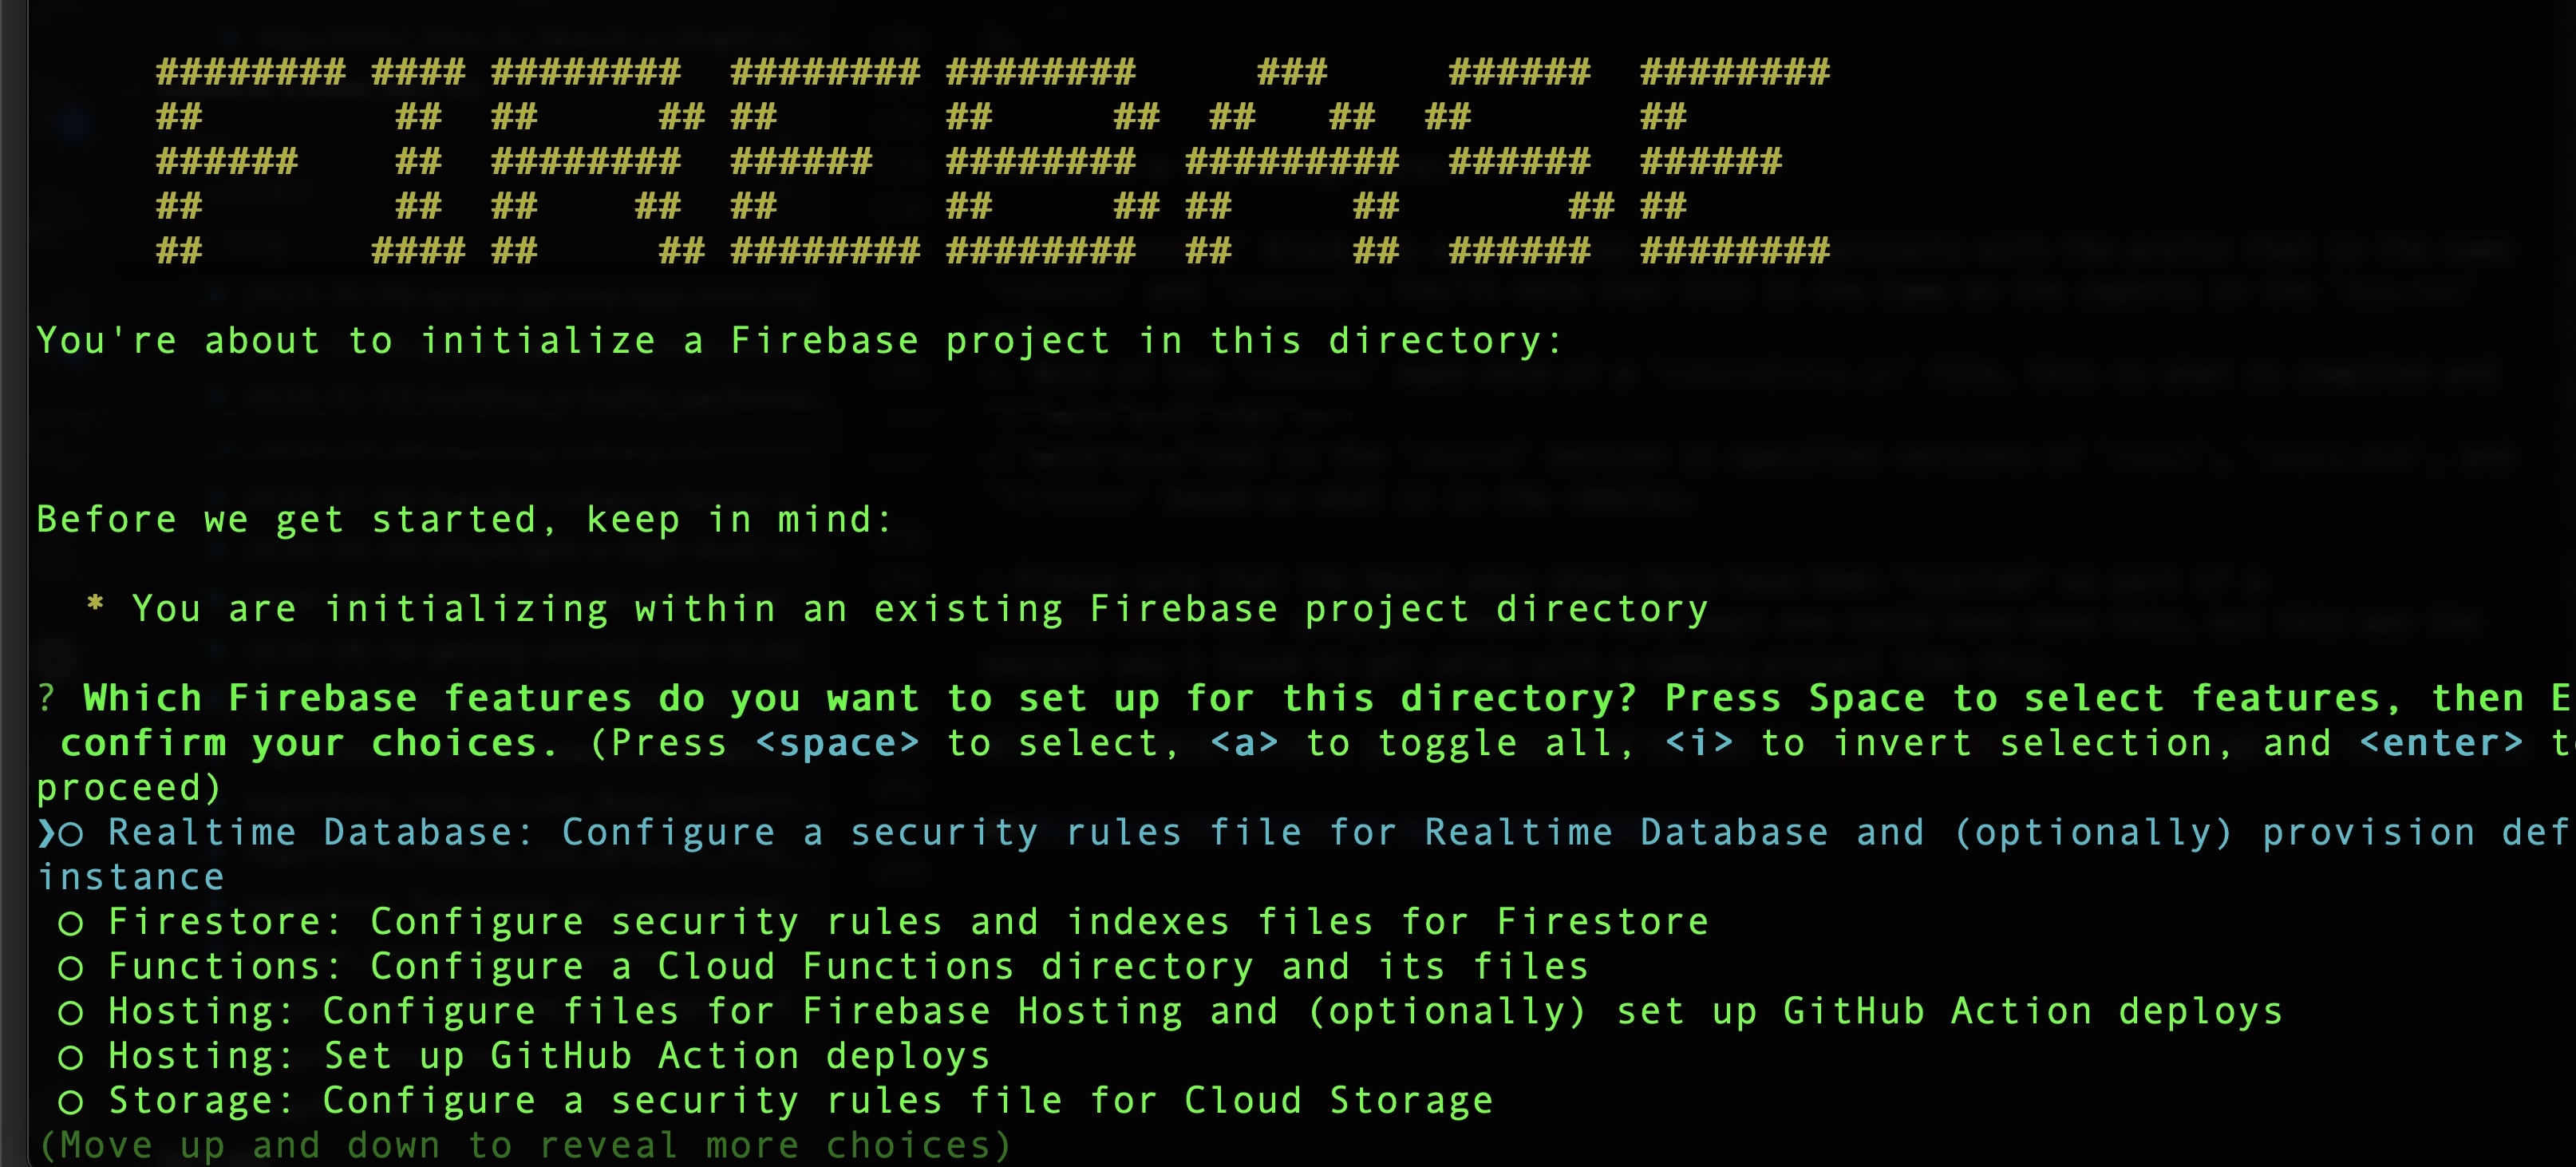 ######## #### ########  ######## ########     ###     ######  ########
##        ##  ##     ## ##       ##     ##  ##   ##  ##       ##
######    ##  ########  ######   ######## #########  ######  ######
##        ##  ##    ##  ##       ##     ## ##     ##       ## ##
##       #### ##     ## ######## ########  ##     ##  ######  ########
You're about to initialize a Firebase project in this directory:
Before we get started, keep in mind:
* You are initializing within an existing Firebase project directory
? Which Firebase features do you want to set up for this directory? Press Space to select features, then E
confirm your choices. (Press <space> to select, <a> to toggle all, <i> to invert selection, and <enter> t
proceed)
❯◯ Realtime Database: Configure a security rules file for Realtime Database and (optionally) provision def
instance
◯ Firestore: Configure security rules and indexes files for Firestore
◯ Functions: Configure a Cloud Functions directory and its files
◯ Hosting: Configure files for Firebase Hosting and (optionally) set up GitHub Action deploys
◯ Hosting: Set up GitHub Action deploys
◯ Storage: Configure a security rules file for Cloud Storage
(Move up and down to reveal more choices)